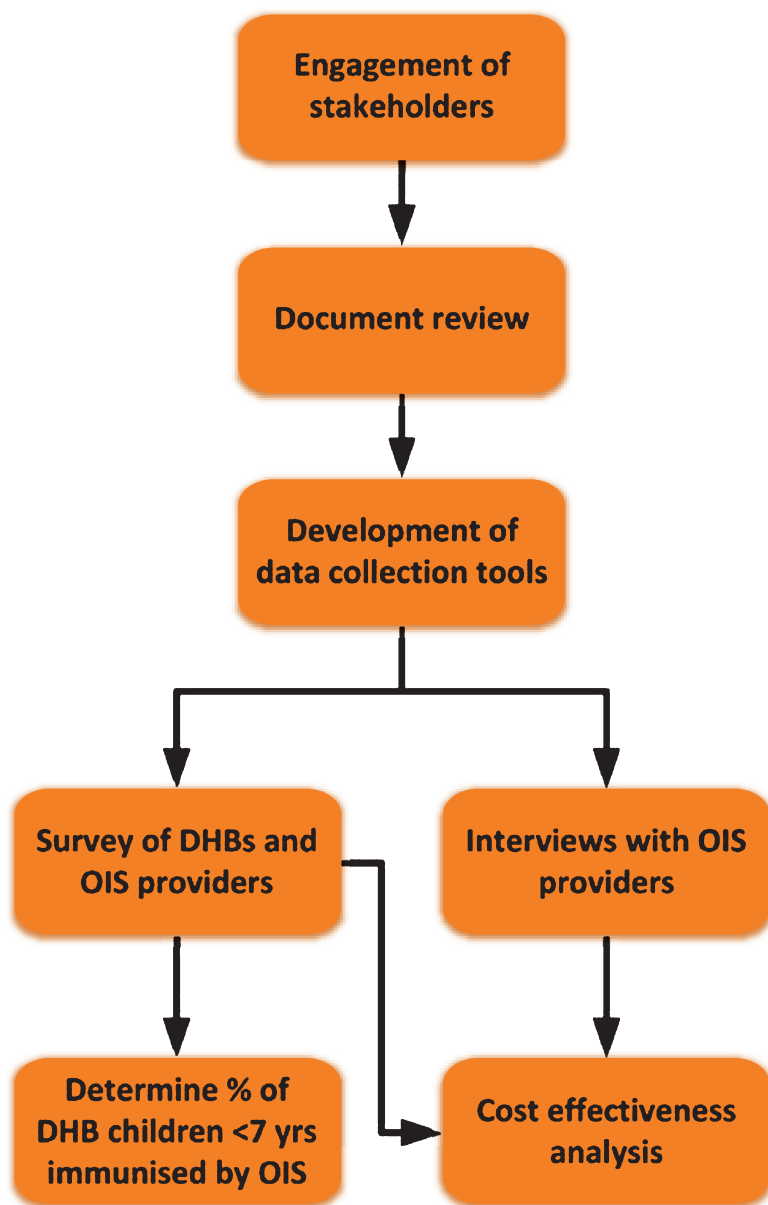 Engagement of
stakeholders
Document review
Development of
data collection tools
Survey of DHBs and
OIS providers
Interviews with OIS
providers
Determine % of
DHB children <7 yrs
immunised by OIS
Cost effectiveness
analysis